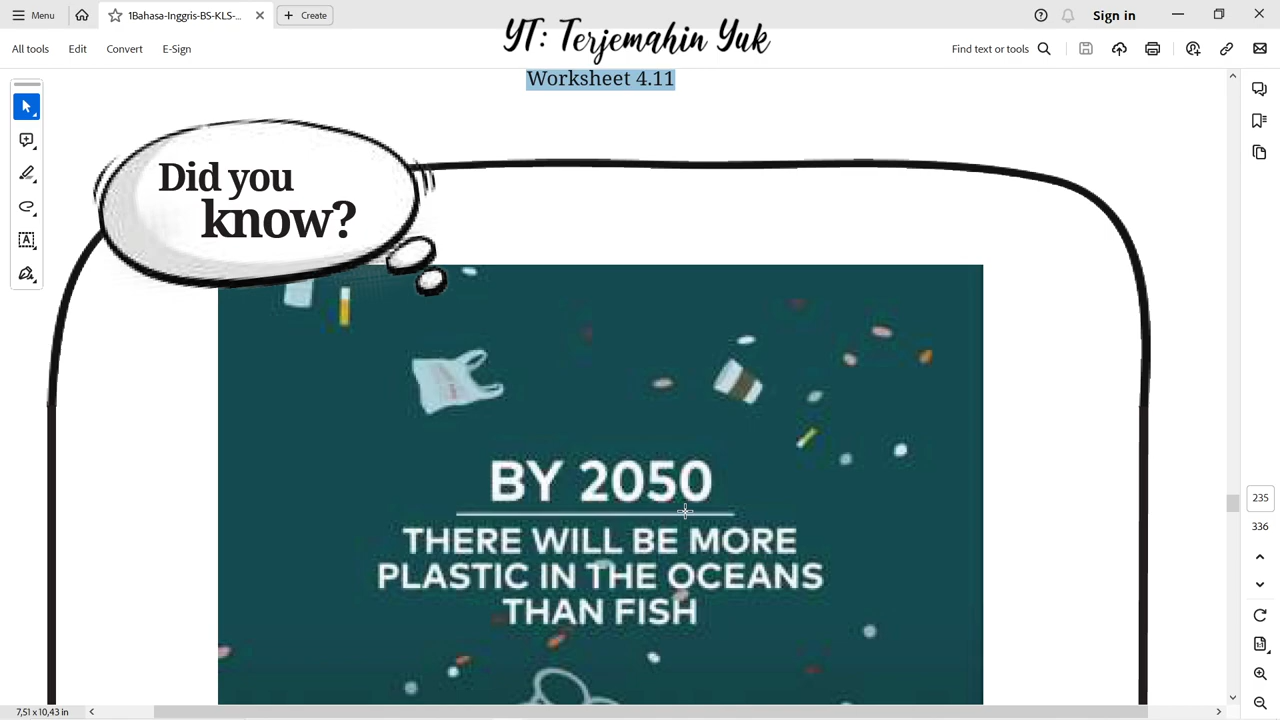 Menu
1Bahasa-Inggris-BS-KLS-...
Create
Sign in
All tools
Edit
Convert
E-Sign
YT: Terjemahin Yuk
Find text or tools
Worksheet 4.11
Did you
know?
BY 2050
THERE WILL BE MORE
PLASTIC IN THE OCEANS
THAN FISH
235
336
7,51 x 10,43 in